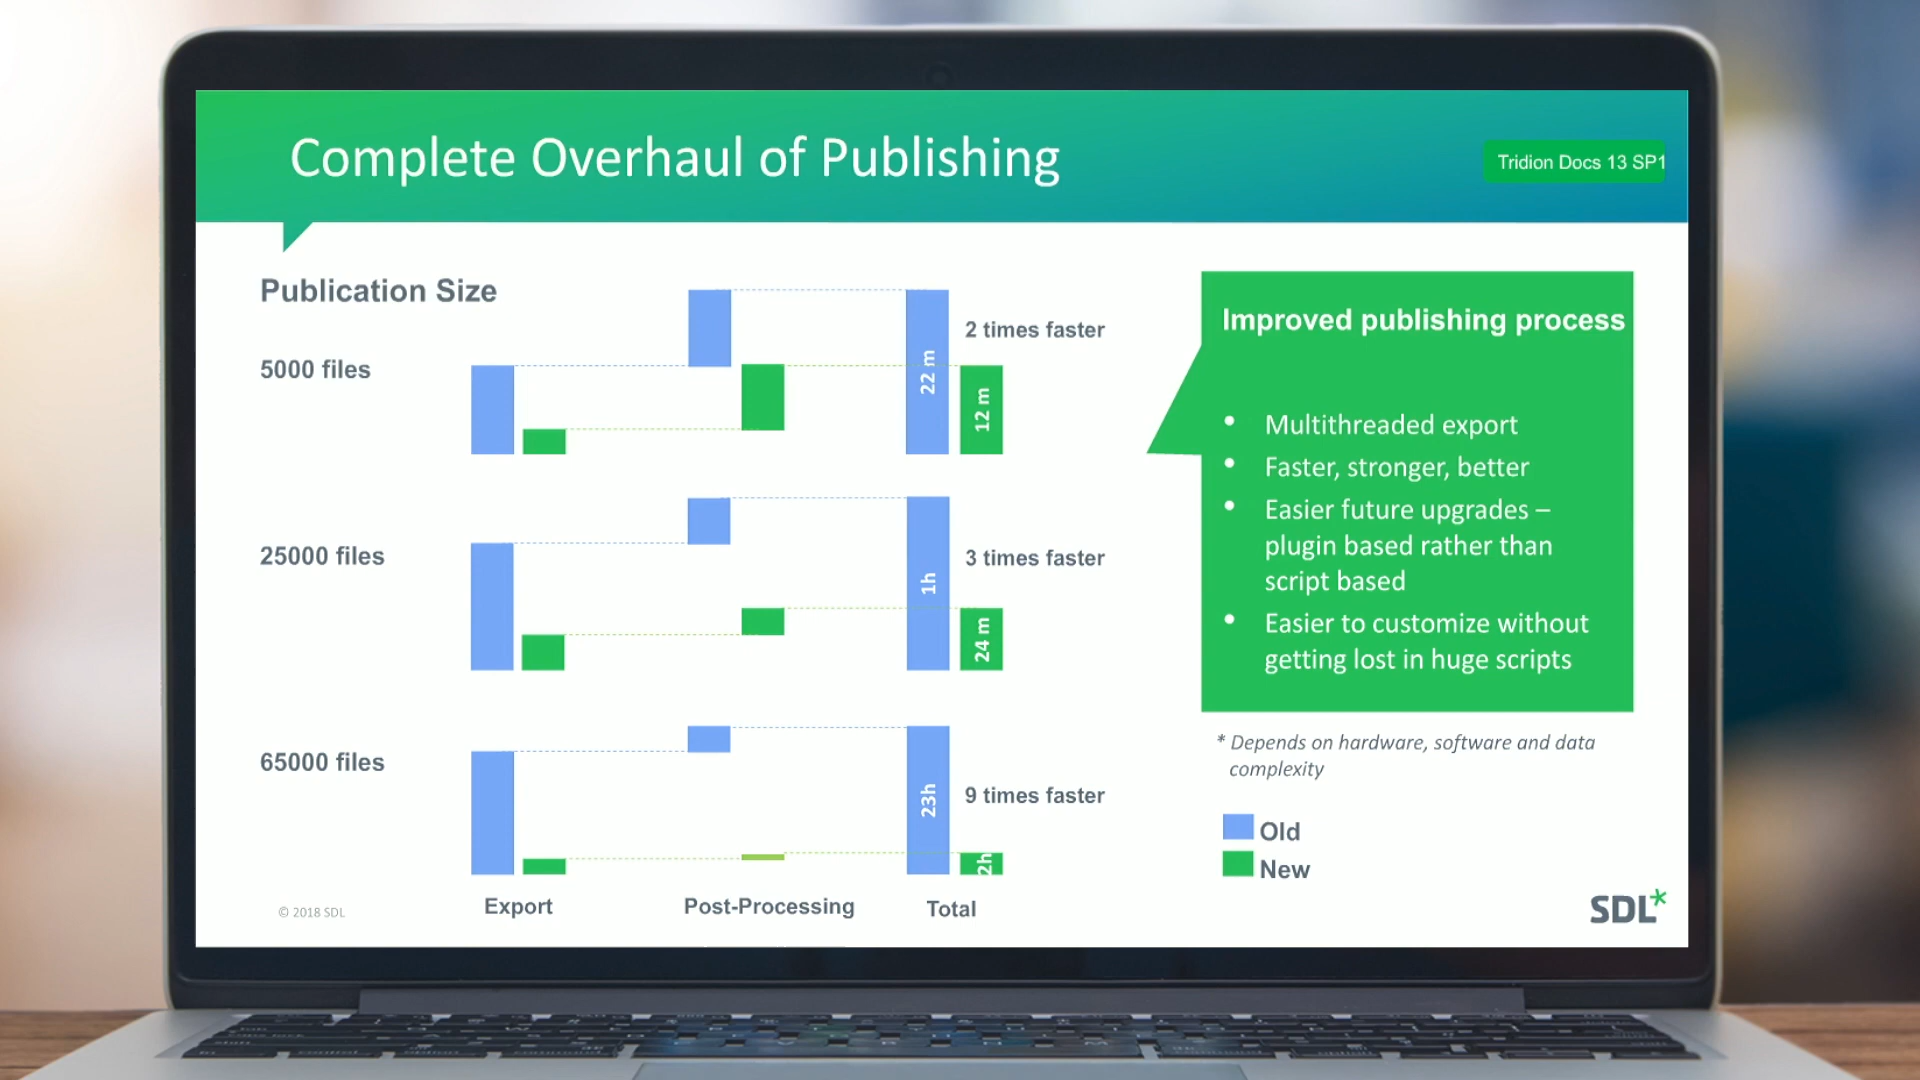 Complete Overhaul of Publishing
Tridion Docs 13 SP1
Publication Size
5000 files
22 m
12 m
2 times faster
25000 files
1h
24 m
3 times faster
65000 files
23h
2h
9 times faster
Export
Post-Processing
Total
Improved publishing process
• Multithreaded export
• Faster, stronger, better
• Easier future upgrades –
plugin based rather than
script based
• Easier to customize without
getting lost in huge scripts
* Depends on hardware, software and data
complexity
Old
New
© 2018 SDL
SDL*